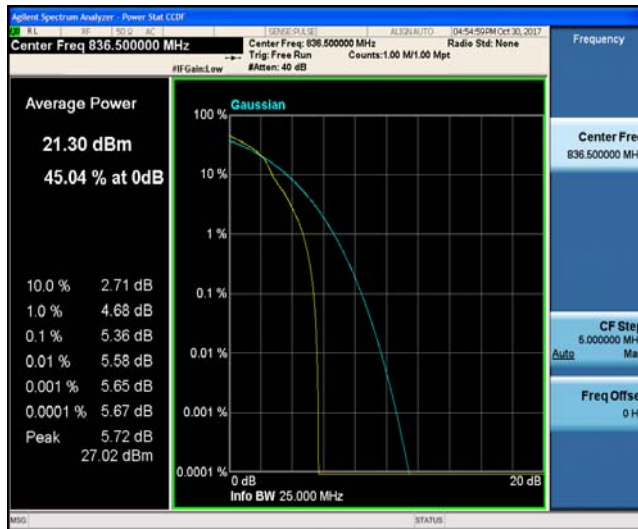 Agilent Spectrum Analyzer - Power Stat CCDF
RL RF 50 Ω AC SENSE:PULSE ALIGN AUTO 04:54:59 PM Oct 30, 2017
Center Freq 836.500000 MHz
Center Freq: 836.500000 MHz Radio Std: None
Trig: Free Run Counts:1.00 M/1.00 Mpt
#IFGain:Low #Atten: 40 dB
Frequency
Average Power
21.30 dBm
45.04 % at 0dB
10.0 % 2.71 dB
1.0 % 4.68 dB
0.1 % 5.36 dB
0.01 % 5.58 dB
0.001 % 5.65 dB
0.0001 % 5.67 dB
Peak 5.72 dB
27.02 dBm
Gaussian
100 %
10 %
1 %
0.1 %
0.01 %
0.001 %
0.0001 %
0 dB 20 dB
Info BW 25.000 MHz
Center Fre
836.500000 MH
CF Ste
5.000000 MH
Auto Ma
Freq Offse
0 H
MSG STATUS